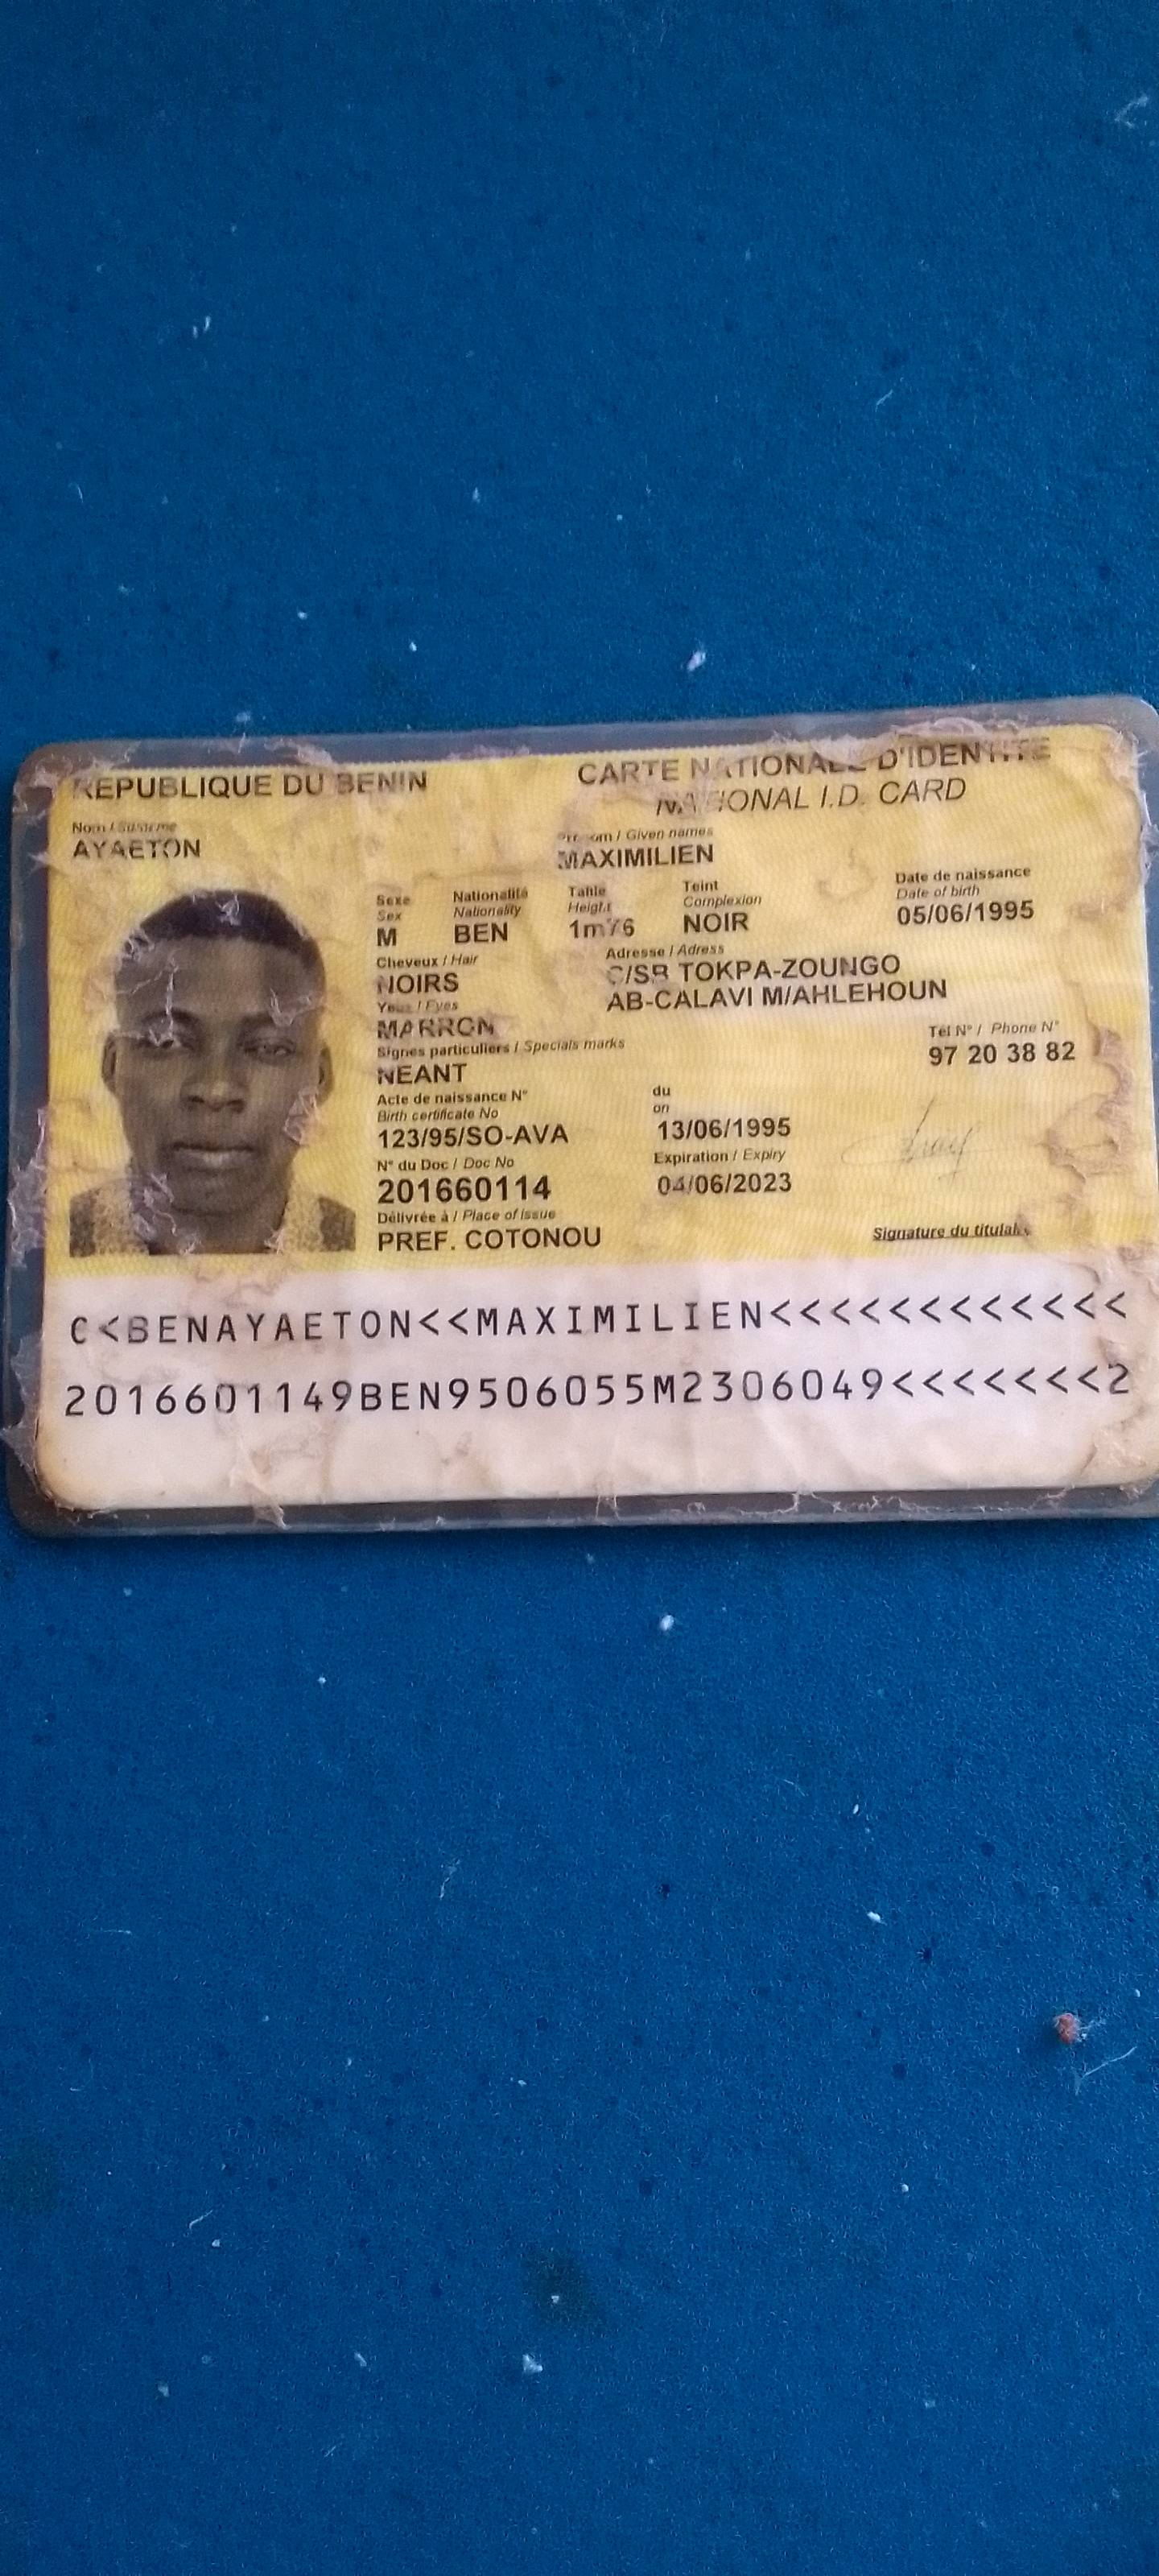 REPUBLIQUE DU BENIN
CARTE NATIONALE D'IDENTITE
NATIONAL I.D. CARD
Nom / Surname
AYAETON
Prénom / Given names
MAXIMILIEN
Sexe
Sex
M
Nationalité
Nationality
BEN
Taille
Height
1m76
Teint
Complexion
NOIR
Date de naissance
Date of birth
05/06/1995
Cheveux / Hair
NOIRS
Adresse / Adress
C/SB TOKPA-ZOUNGO
AB-CALAVI M/AHLEHOUN
Yeux / Eyes
MARRON
Signes particuliers / Specials marks
NEANT
Tél N° / Phone N°
97 20 38 82
Acte de naissance N°
Birth certificate No
123/95/SO-AVA
du
on
13/06/1995
N° du Doc / Doc No
201660114
Expiration / Expiry
04/06/2023
Délivrée à / Place of issue
PREF. COTONOU
Signature du titulaire
C<BENAYAETON<<MAXIMILIEN<<<<<<<<<<<<
2016601149BEN9506055M2306049<<<<<<<2